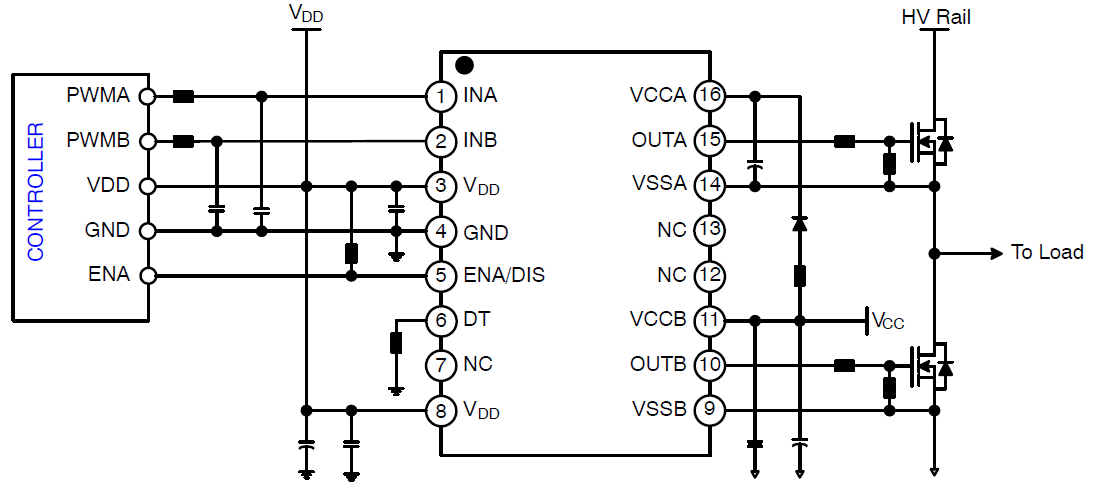 VDD
HV Rail
CONTROLLER
PWMA
PWMB
VDD
GND
ENA
1 INA
2 INB
3 VDD
4 GND
5 ENA/DIS
6 DT
7 NC
8 VDD
VCCA 16
OUTA 15
VSSA 14
NC 13
NC 12
VCCB 11
OUTB 10
VSSB 9
To Load
VCC